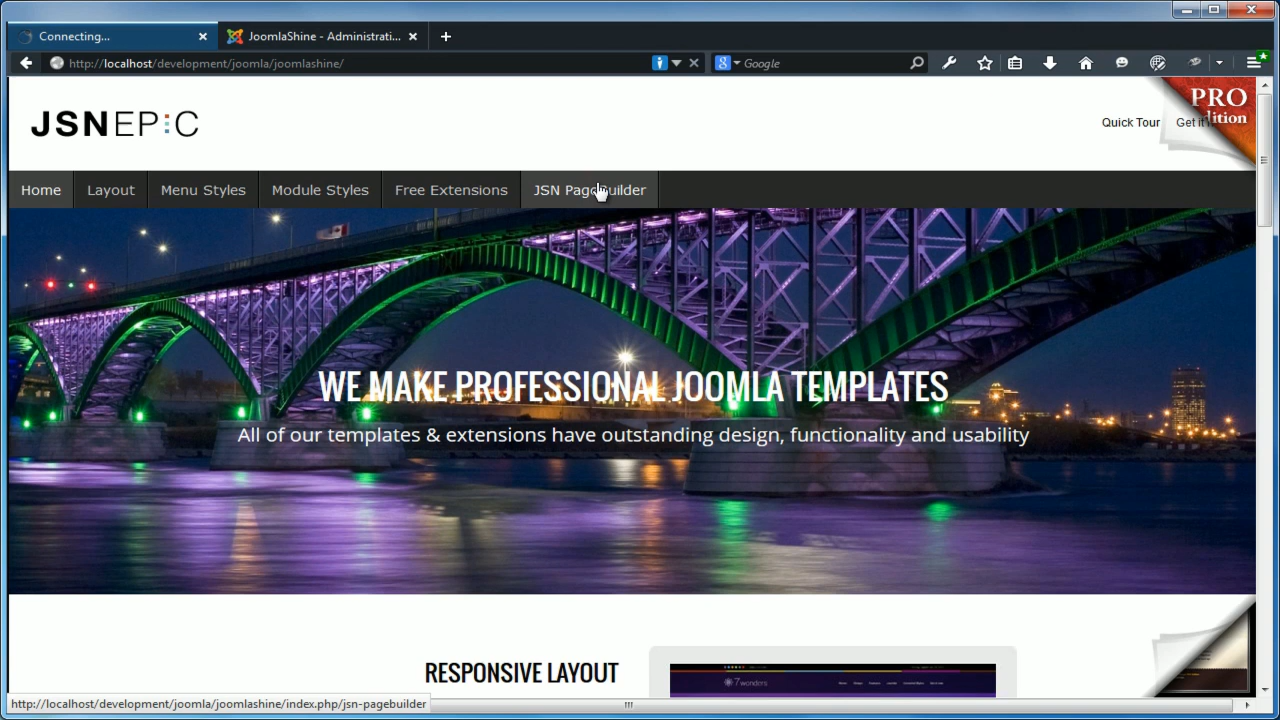 Connecting...
JoomlaShine - Administrati...
http://localhost/development/joomla/joomlashine/
Google
JSNEPIC
Quick Tour
Get it
PRO
Home
Layout
Menu Styles
Module Styles
Free Extensions
JSN PageBuilder
WE MAKE PROFESSIONAL JOOMLA TEMPLATES
All of our templates & extensions have outstanding design, functionality and usability
RESPONSIVE LAYOUT
7wonders
http://localhost/development/joomla/joomlashine/index.php/jsn-pagebuilder